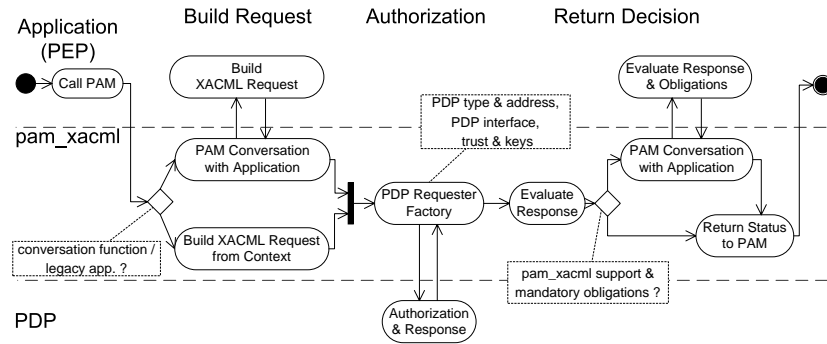 Build Request
Authorization
Return Decision
Application
(PEP)
Call PAM
Build
XACML Request
PDP type & address,
PDP interface,
trust & keys
Evaluate Response
& Obligations
pam_xacml
PAM Conversation
with Application
PAM Conversation
with Application
PDP Requester
Factory
Evaluate
Response
Build XACML Request
from Context
Return Status
to PAM
conversation function /
legacy app. ?
pam_xacml support &
mandatory obligations ?
PDP
Authorization
& Response